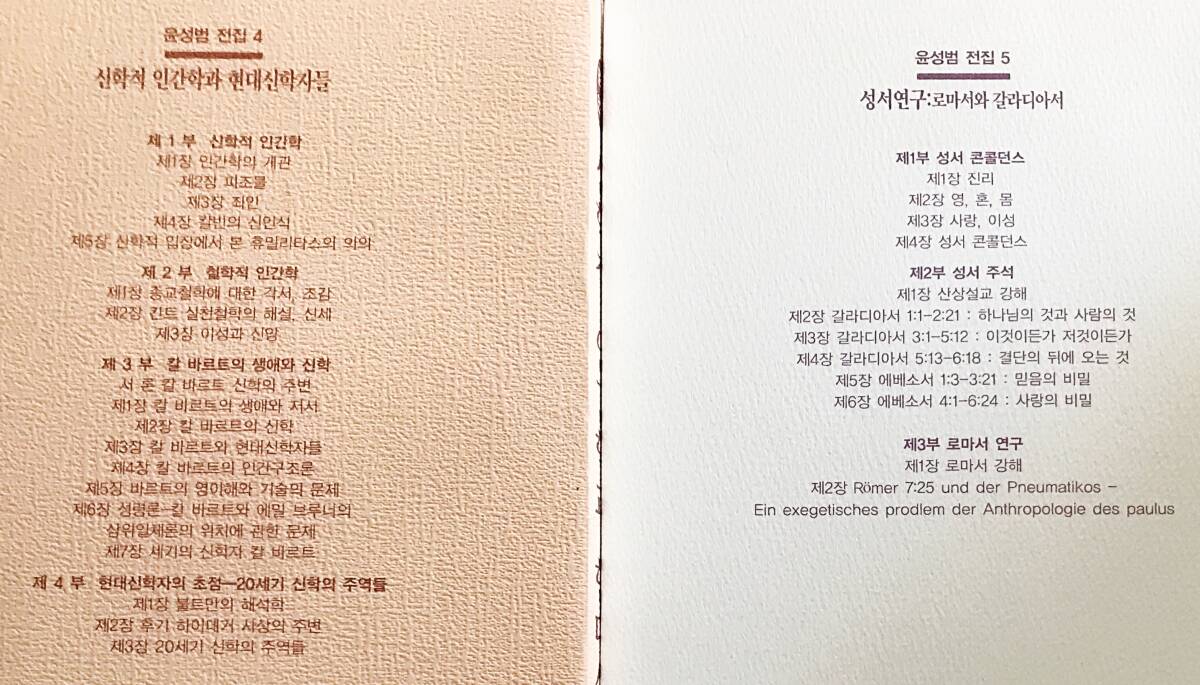 윤성범 전집 4
신학적 인간학과 현대신학자들
제 1 부 신학적 인간학
제1장 인간학의 개관
제2장 피조물
제3장 죄인
제4장 칼빈의 신인식
제5장 신학적 입장에서 본 휴밀리타스의 의의
제 2 부 철학적 인간학
제1장 종교철학에 대한 각서, 조감
제2장 칸트 실천철학의 해설, 신세
제3장 이성과 신앙
제 3 부 칼 바르트의 생애와 신학
서 론 칼 바르트 신학의 주변
제1장 칼 바르트의 생애와 저서
제2장 칼 바르트의 신학
제3장 칼 바르트와 현대신학자들
제4장 칼 바르트의 인간구조론
제5장 바르트의 영이해와 기술의 문제
제6장 성령론-칼 바르트와 에밀 브루너의
삼위일체론의 위치에 관한 문제
제7장 세기의 신학자 칼 바르트
제 4 부 현대신학자의 초점—20세기 신학의 주역들
제1장 불트만의 해석학
제2장 후기 하이데거 사상의 주변
제3장 20세기 신학의 주역들
윤성범 전집 5
성서연구:로마서와 갈라디아서
제1부 성서 콘콜던스
제1장 진리
제2장 영, 혼, 몸
제3장 사랑, 이성
제4장 성서 콘콜던스
제2부 성서 주석
제1장 산상설교 강해
제2장 갈라디아서 1:1-2:21 : 하나님의 것과 사람의 것
제3장 갈라디아서 3:1-5:12 : 이것이든가 저것이든가
제4장 갈라디아서 5:13-6:18 : 결단의 뒤에 오는 것
제5장 에베소서 1:3-3:21 : 믿음의 비밀
제6장 에베소서 4:1-6:24 : 사랑의 비밀
제3부 로마서 연구
제1장 로마서 강해
제2장 Römer 7:25 und der Pneumatikos –
Ein exegetisches prodlem der Anthropologie des paulus